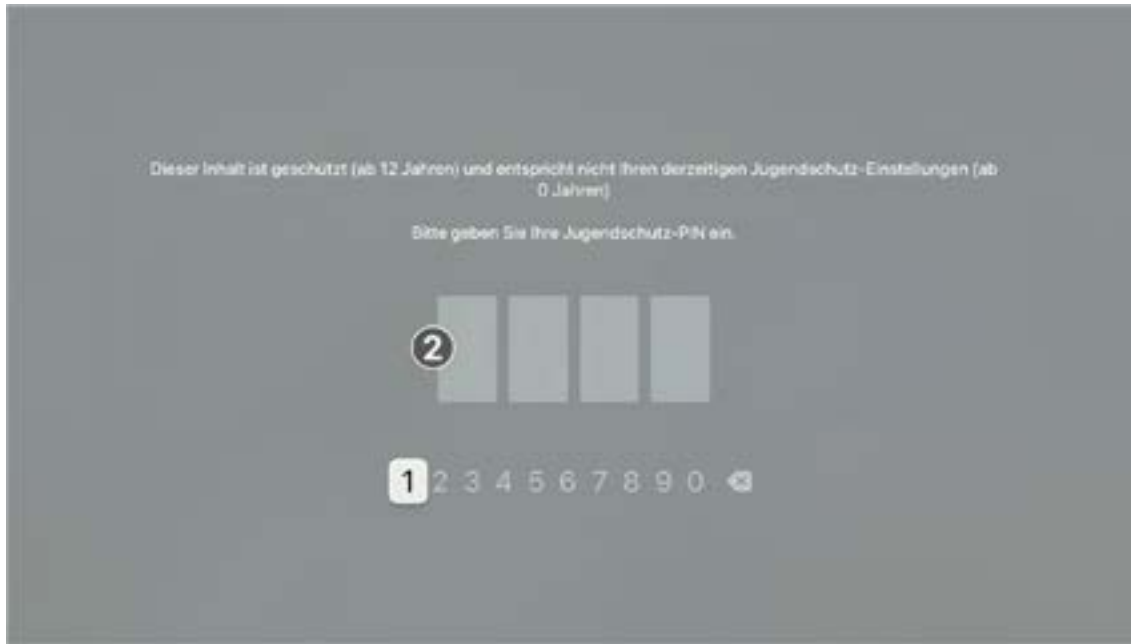 Dieser Inhalt ist geschützt (ab 12 Jahren) und entspricht nicht Ihren derzeitigen Jugendschutz-Einstellungen (ab
0 Jahren)
Bitte geben Sie Ihre Jugendschutz-PIN ein.
2
1 2 3 4 5 6 7 8 9 0